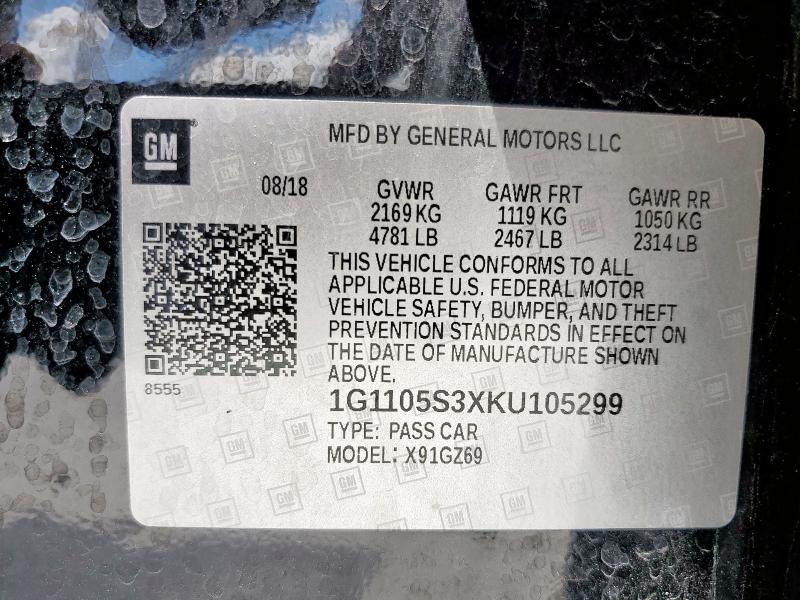 GM
MFD BY GENERAL MOTORS LLC
08/18
GVWR GAWR FRT GAWR RR
2169 KG 1119 KG 1050 KG
4781 LB 2467 LB 2314 LB
THIS VEHICLE CONFORMS TO ALL
APPLICABLE U.S. FEDERAL MOTOR
VEHICLE SAFETY, BUMPER, AND THEFT
PREVENTION STANDARDS IN EFFECT ON
THE DATE OF MANUFACTURE SHOWN
ABOVE.
8555
1G1105S3XKU105299
TYPE: PASS CAR
MODEL: X91GZ69